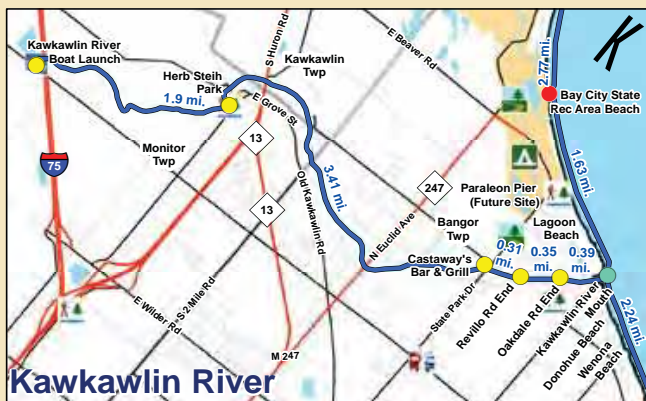 Kawkawlin River
Boat Launch
Herb Steih
Park
1.9 mi.
S Huron Rd
Kawkawlin
Twp
E Beaver Rd
2.77 mi.
K
Bay City State
Rec Area Beach
E Grove St
13
Monitor
Twp
75
13
Old Kawkawlin Rd
3.41 mi.
247
Paraleon Pier
(Future Site)
1.63 mi.
N Euclid Ave
Bangor
Twp
Lagoon
Beach
Castaway's
Bar & Grill
0.31
mi.
0.35
mi.
0.39
mi.
E Wilder Rd
S 2 Mile Rd
State Park Dr
Revillo Rd End
Oakdale Rd End
Kawkawlin River
Mouth
Donohue Beach
Wenona
Beach
2.24 mi.
M 247
Kawkawlin River